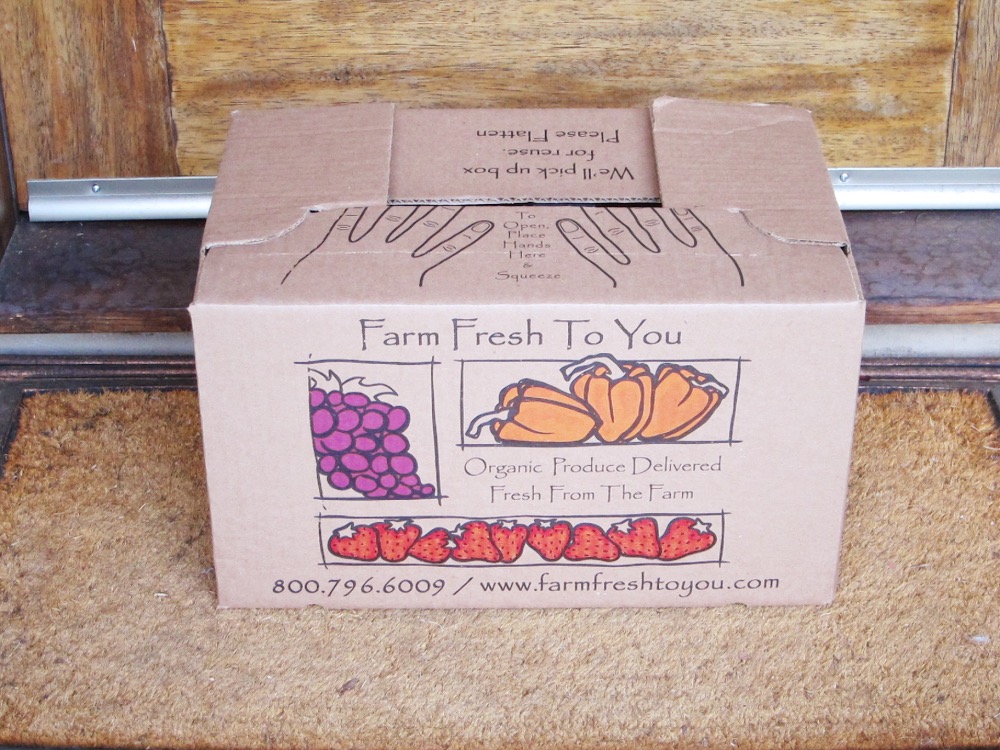 We'll pick up box
for reuse.
Please Flatten
To
Open,
Place
Hands
Here
&
Squeeze
Farm Fresh To You
Organic Produce Delivered
Fresh From The Farm
800.796.6009 / www.farmfreshtoyou.com